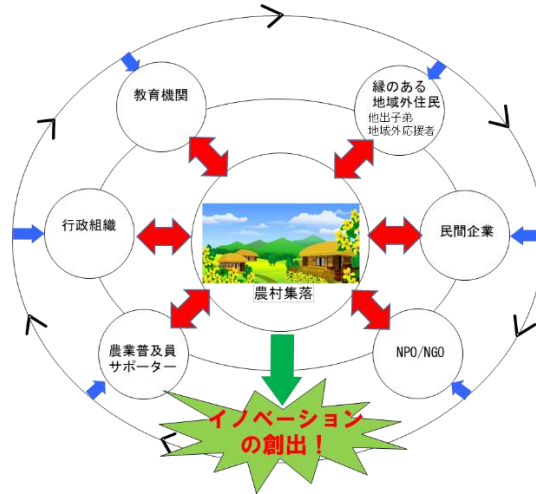 教育機関
縁のある
地域外住民
他出子弟
地域外応援者
行政組織
民間企業
農村集落
農業普及員
サポーター
NPO/NGO
イノベーション
の創出！